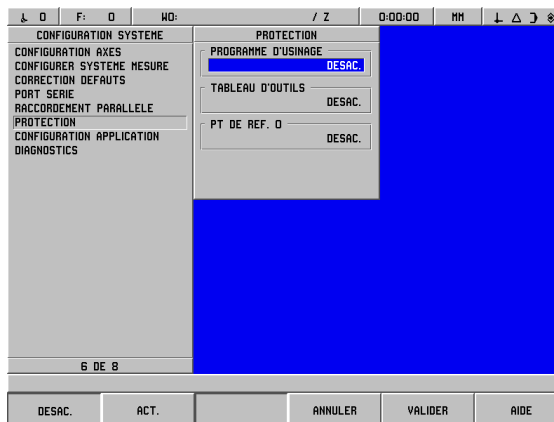 0 F: 0 WO: / Z 0:00:00 MM
CONFIGURATION SYSTEME
CONFIGURATION AXES
CONFIGURER SYSTEME MESURE
CORRECTION DEFAUTS
PORT SERIE
RACCORDEMENT PARALLELE
PROTECTION
CONFIGURATION APPLICATION
DIAGNOSTICS
6 DE 8
PROTECTION
PROGRAMME D'USINAGE
DESAC.
TABLEAU D'OUTILS
DESAC.
PT DE REF. 0
DESAC.
DESAC. ACT. ANNULER VALIDER AIDE